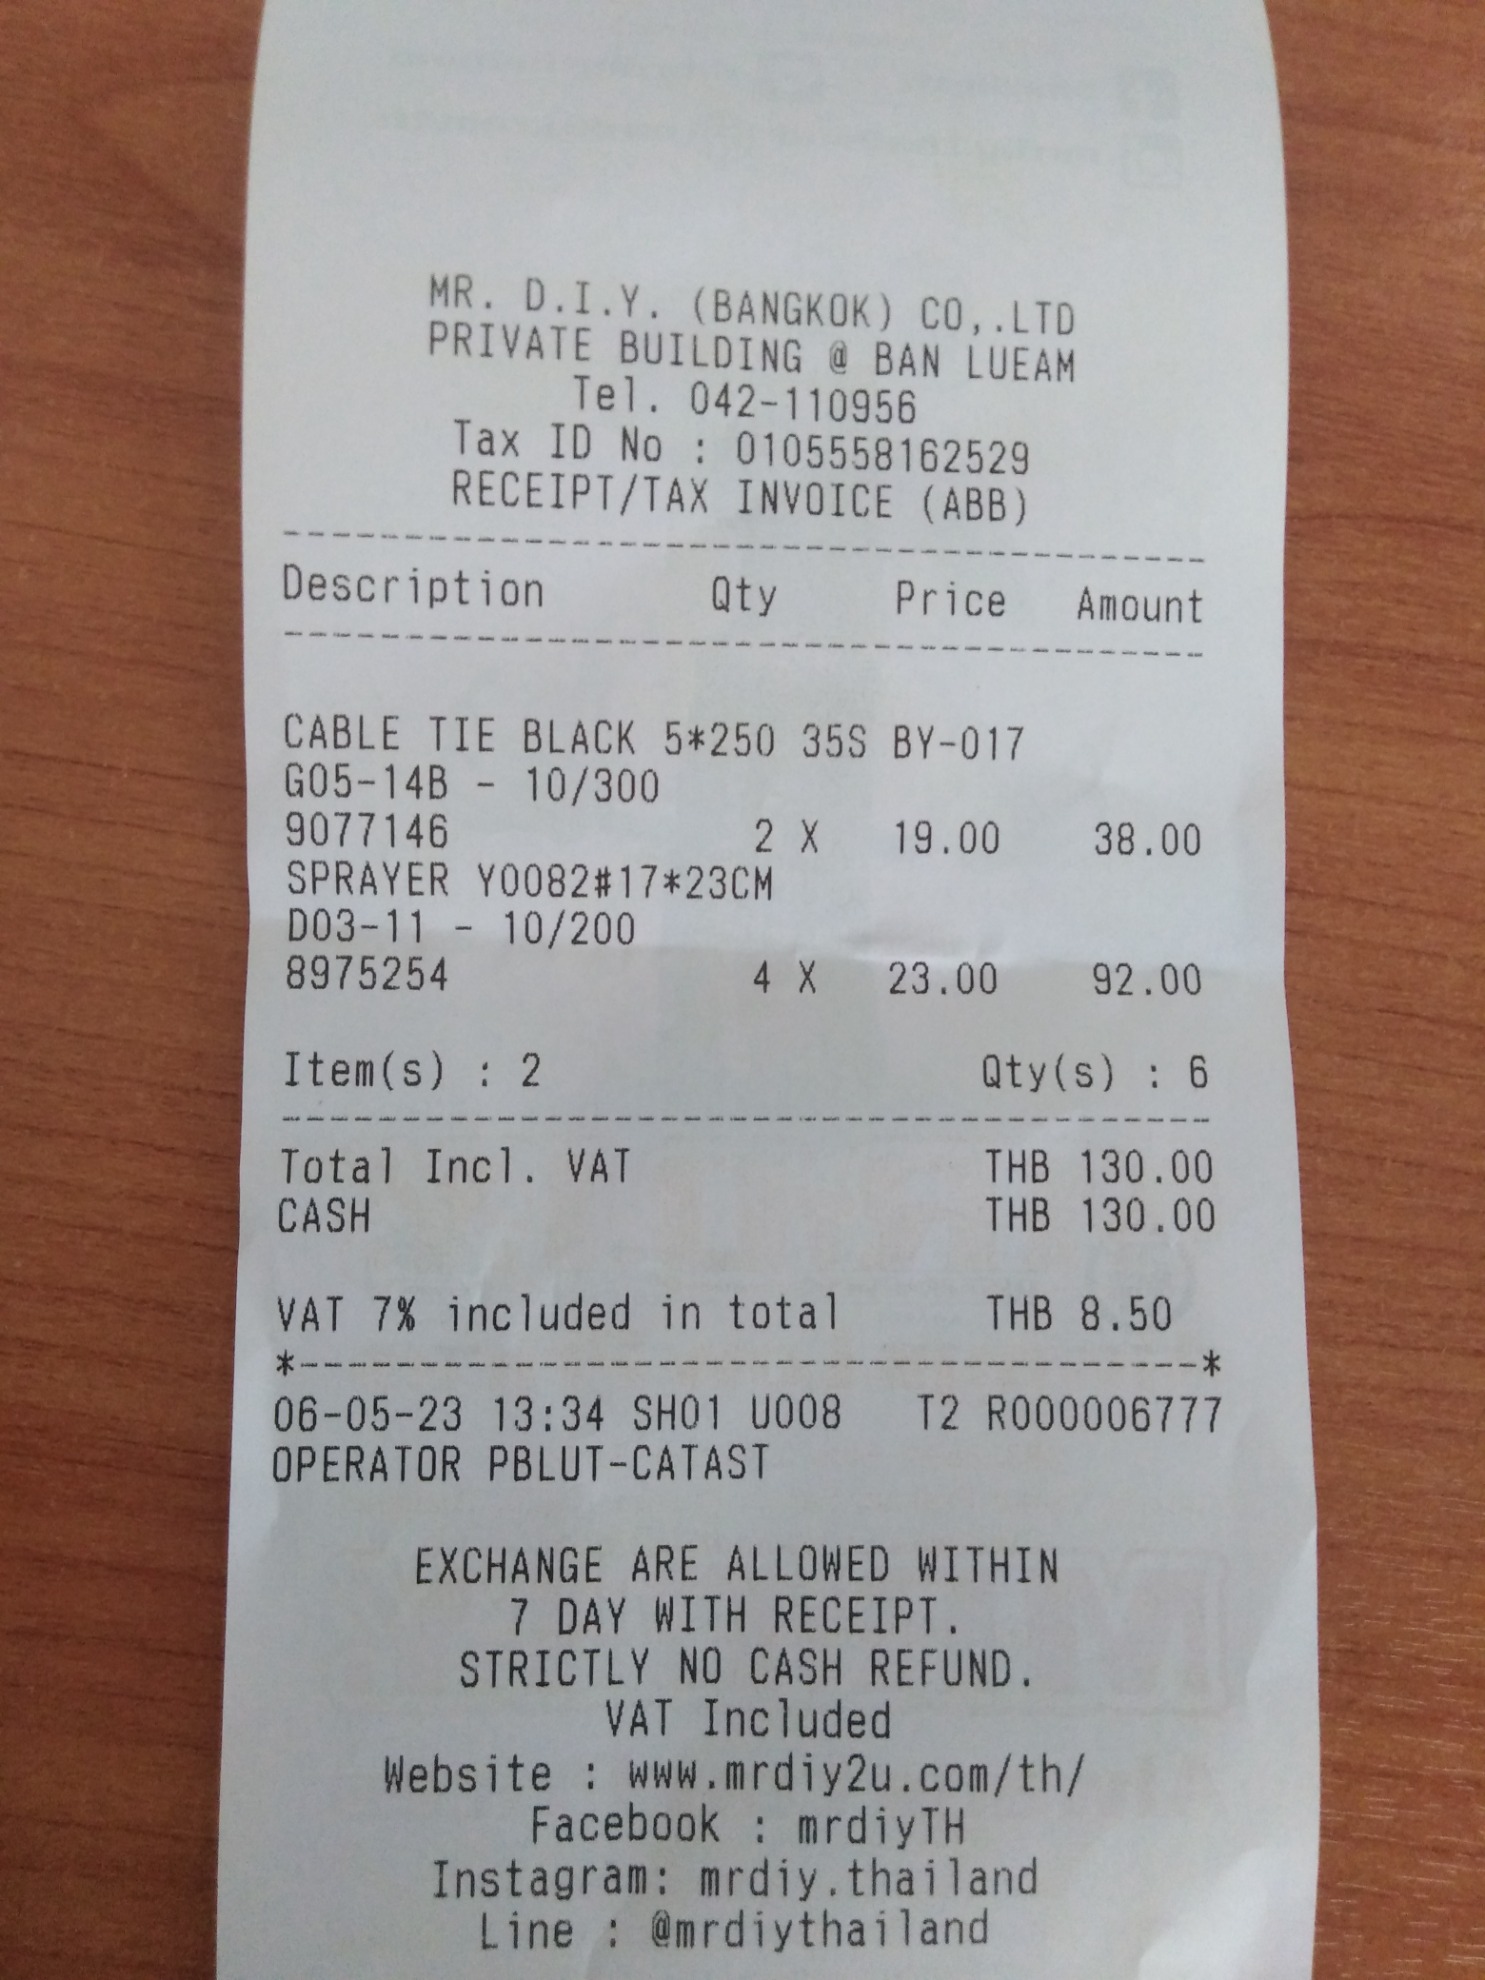 MR. D.I.Y. (BANGKOK) CO,.LTD
PRIVATE BUILDING @ BAN LUEAM
Tel. 042-110956
Tax ID No : 0105558162529
RECEIPT/TAX INVOICE (ABB)
Description Qty Price Amount
CABLE TIE BLACK 5*250 35S BY-017
G05-14B - 10/300
9077146 2 X 19.00 38.00
SPRAYER Y0082#17*23CM
D03-11 - 10/200
8975254 4 X 23.00 92.00
Item(s) : 2 Qty(s) : 6
Total Incl. VAT THB 130.00
CASH THB 130.00
VAT 7% included in total THB 8.50
*--------------------------------------*
06-05-23 13:34 SH01 U008 T2 R000006777
OPERATOR PBLUT-CATAST
EXCHANGE ARE ALLOWED WITHIN
7 DAY WITH RECEIPT.
STRICTLY NO CASH REFUND.
VAT Included
Website : www.mrdiy2u.com/th/
Facebook : mrdiyTH
Instagram: mrdiy.thailand
Line : @mrdiythailand